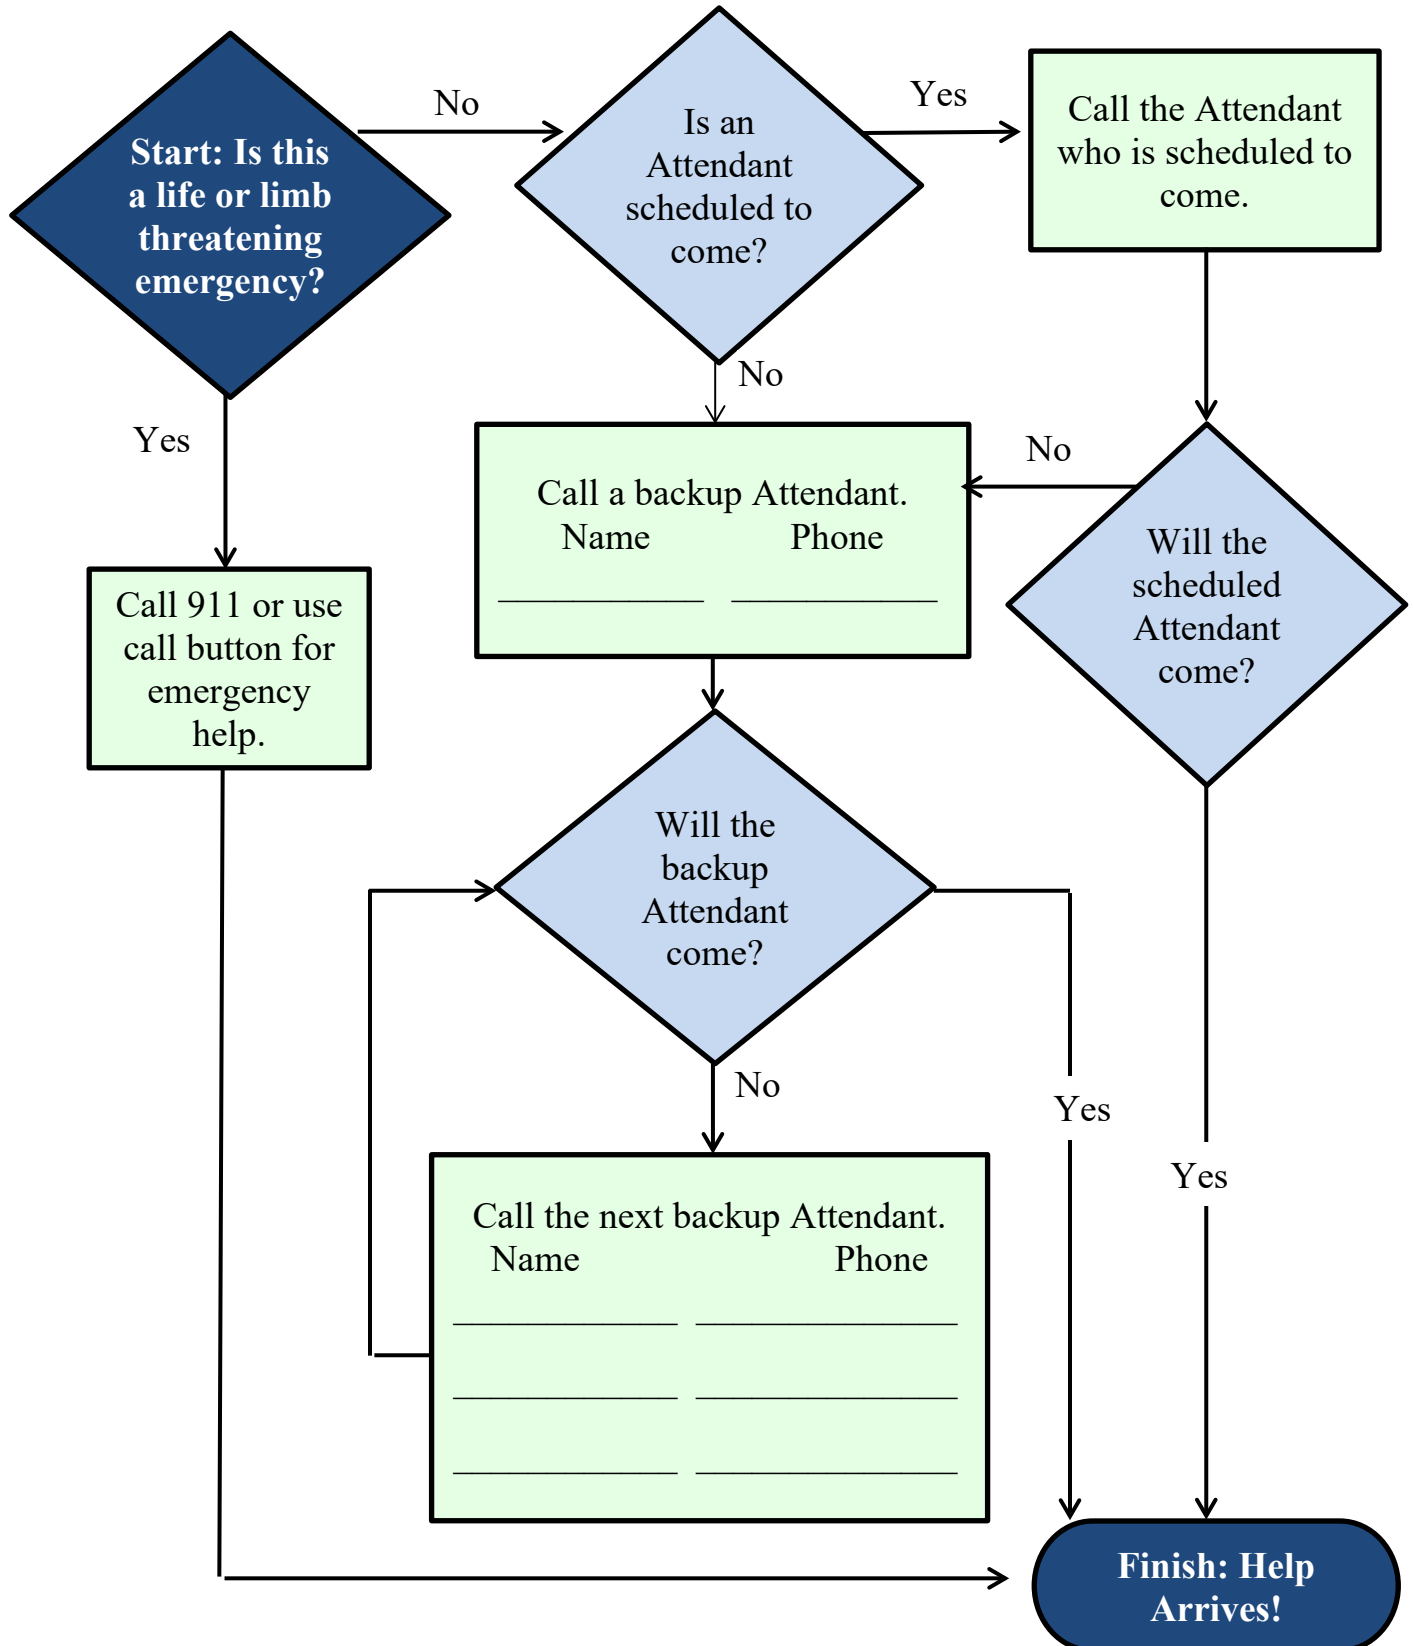 Start: Is this
a life or limb
threatening
emergency?
No
Is an
Attendant
scheduled to
come?
Yes
Call the Attendant
who is scheduled to
come.
No
Yes
No
Call a backup Attendant.
Name Phone
Will the
scheduled
Attendant
come?
Call 911 or use
call button for
emergency
help.
Will the
backup
Attendant
come?
No
Yes
Yes
Call the next backup Attendant.
Name Phone
Finish: Help
Arrives!